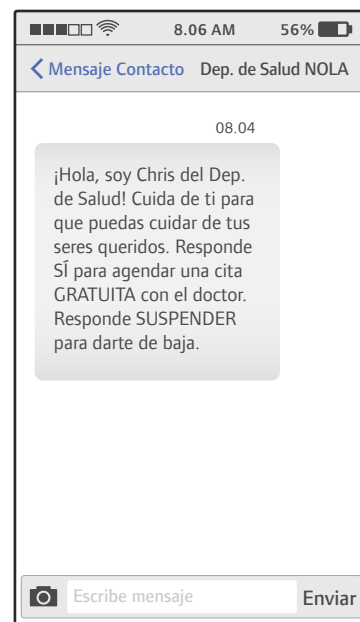 8.06 AM 56%
Mensaje Contacto Dep. de Salud NOLA
08.04
¡Hola, soy Chris del Dep.
de Salud! Cuida de ti para
que puedas cuidar de tus
seres queridos. Responde
SÍ para agendar una cita
GRATUITA con el doctor.
Responde SUSPENDER
para darte de baja.
Escribe mensaje Enviar